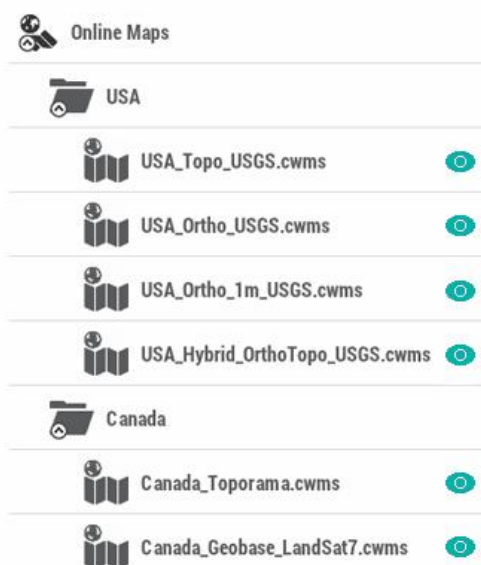 Online Maps
USA
USA_Topo_USGS.cwms
USA_Ortho_USGS.cwms
USA_Ortho_1m_USGS.cwms
USA_Hybrid_OrthoTopo_USGS.cwms
Canada
Canada_Toporama.cwms
Canada_Geobase_LandSat7.cwms